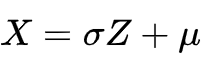 X = σZ + μ